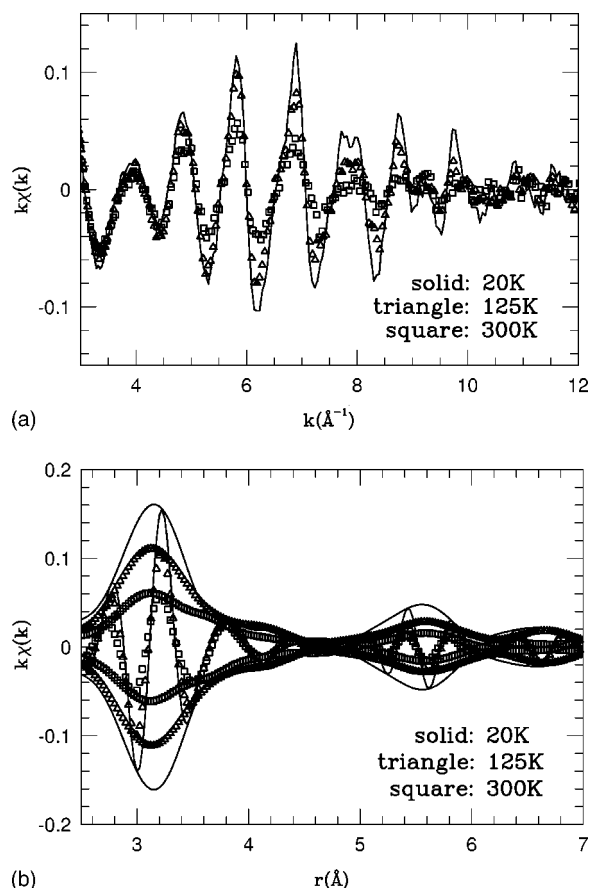 0.1
0
-0.1
kχ(k)
solid: 20K
triangle: 125K
square: 300K
4 6 8 10 12
k(Å⁻¹)
(a)
0.2
0.1
0
-0.1
-0.2
kχ(k)
solid: 20K
triangle: 125K
square: 300K
3 4 5 6 7
r(Å)
(b)